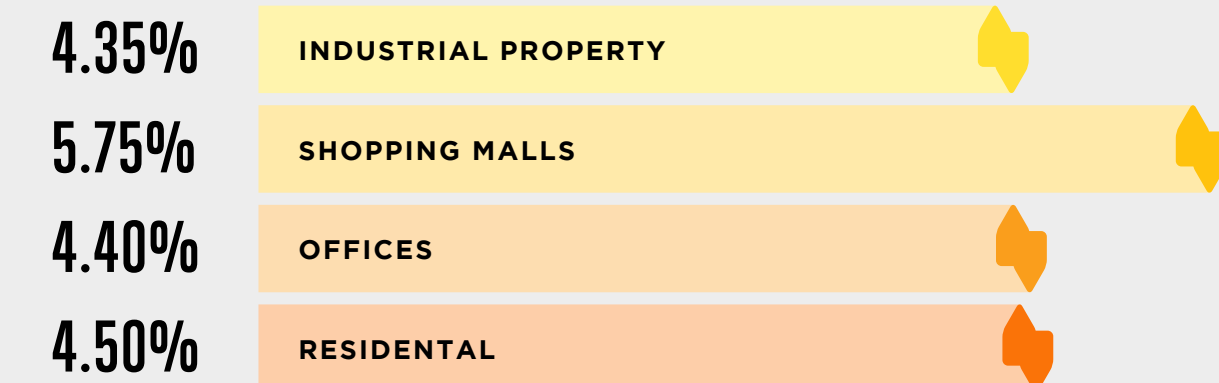 4.35% INDUSTRIAL PROPERTY
5.75% SHOPPING MALLS
4.40% OFFICES
4.50% RESIDENTAL